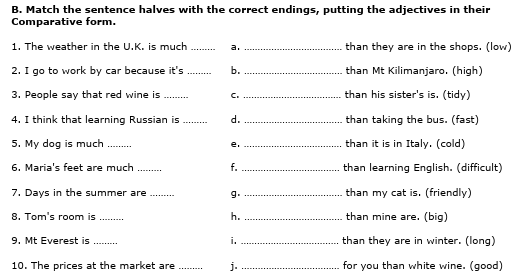 B. Match the sentence halves with the correct endings, putting the adjectives in their
Comparative form.
1. The weather in the U.K. is much ......... a. ..................................... than they are in the shops. (low)
2. I go to work by car because it's ......... b. ..................................... than Mt Kilimanjaro. (high)
3. People say that red wine is ......... c. ..................................... than his sister's is. (tidy)
4. I think that learning Russian is ......... d. ..................................... than taking the bus. (fast)
5. My dog is much ......... e. ..................................... than it is in Italy. (cold)
6. Maria's feet are much ......... f. ..................................... than learning English. (difficult)
7. Days in the summer are ......... g. ..................................... than my cat is. (friendly)
8. Tom's room is ......... h. ..................................... than mine are. (big)
9. Mt Everest is ......... i. ..................................... than they are in winter. (long)
10. The prices at the market are ......... j. ..................................... for you than white wine. (good)